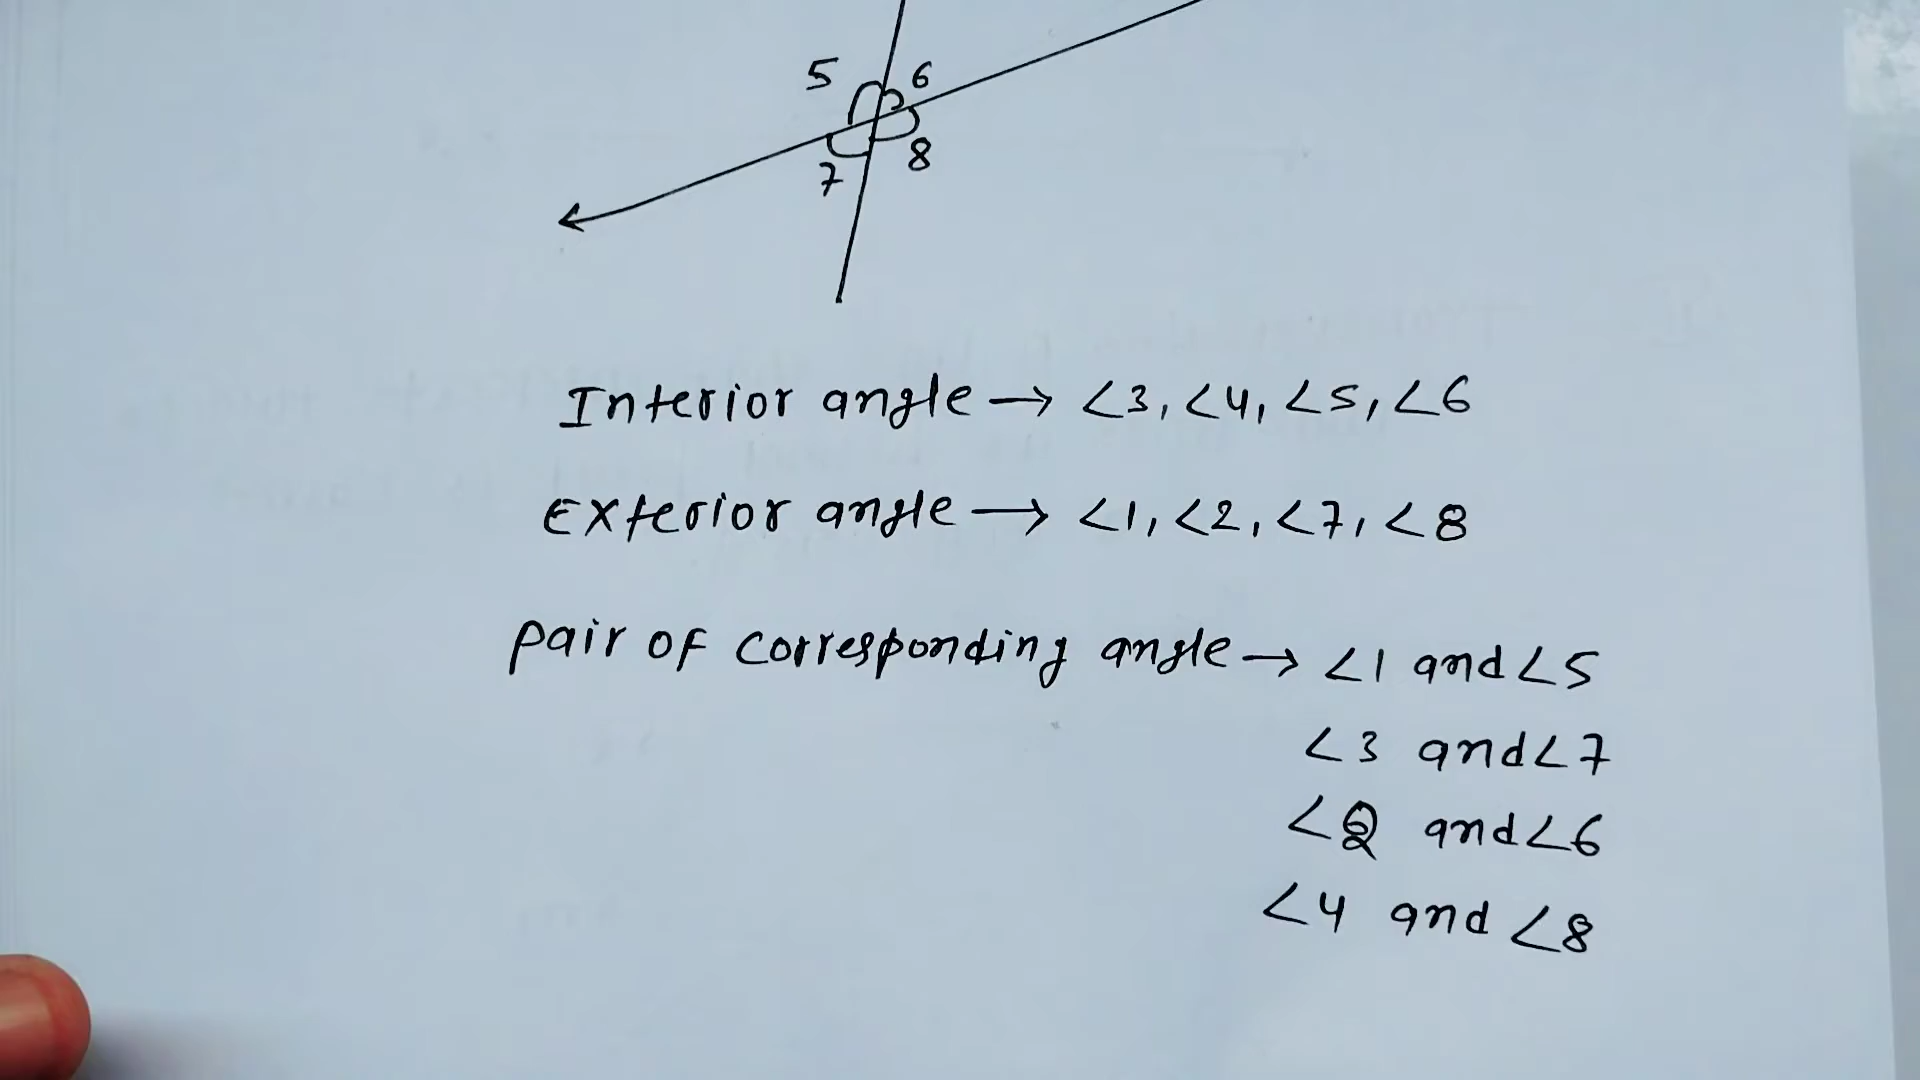 5 6
7 8
Interior angle → ∠3, ∠4, ∠5, ∠6
Exterior angle → ∠1, ∠2, ∠7, ∠8
Pair of corresponding angle → ∠1 and ∠5
∠3 and ∠7
∠2 and ∠6
∠4 and ∠8